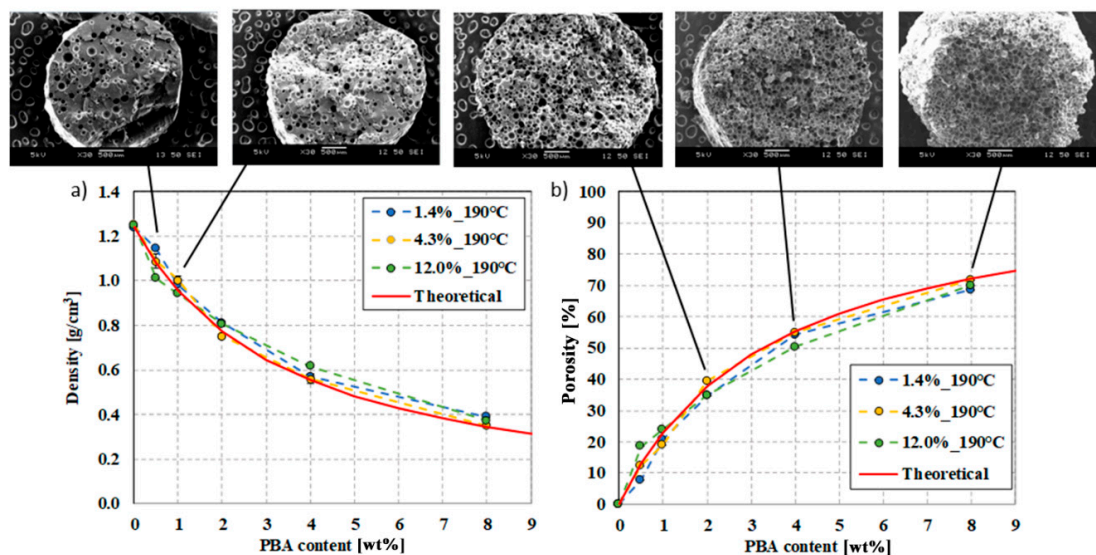 5kV X30 500mm 12 50 SEI
5kV X30 500mm 12 50 SEI
5kV X30 500mm 12 50 SEI
5kV X30 500mm 12 50 SEI
5kV X30 500mm 12 50 SEI
a)
b)
1.4
1.2
1.0
0.8
0.6
0.4
0.2
0.0
Density [g/cm³]
1.4%_190°C
4.3%_190°C
12.0%_190°C
Theoretical
0 1 2 3 4 5 6 7 8 9
PBA content [wt%]
100
90
80
70
60
50
40
30
20
10
0
Porosity [%]
1.4%_190°C
4.3%_190°C
12.0%_190°C
Theoretical
0 1 2 3 4 5 6 7 8 9
PBA content [wt%]